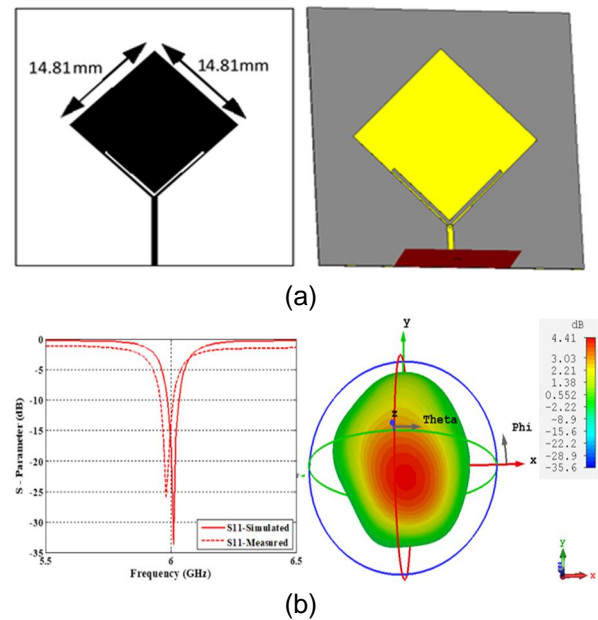 14.81mm
14.81mm
(a)
S - Parameter (dB)
0
-5
-10
-15
-20
-25
-30
-35
5.5
6
6.5
Frequency (GHz)
S11-Simulated
S11-Measured
y
z
Theta
Phi
x
dB
4.41
3.03
2.21
1.38
0.552
-2.22
-8.89
-15.6
-22.2
-28.9
-35.6
y
x
(b)